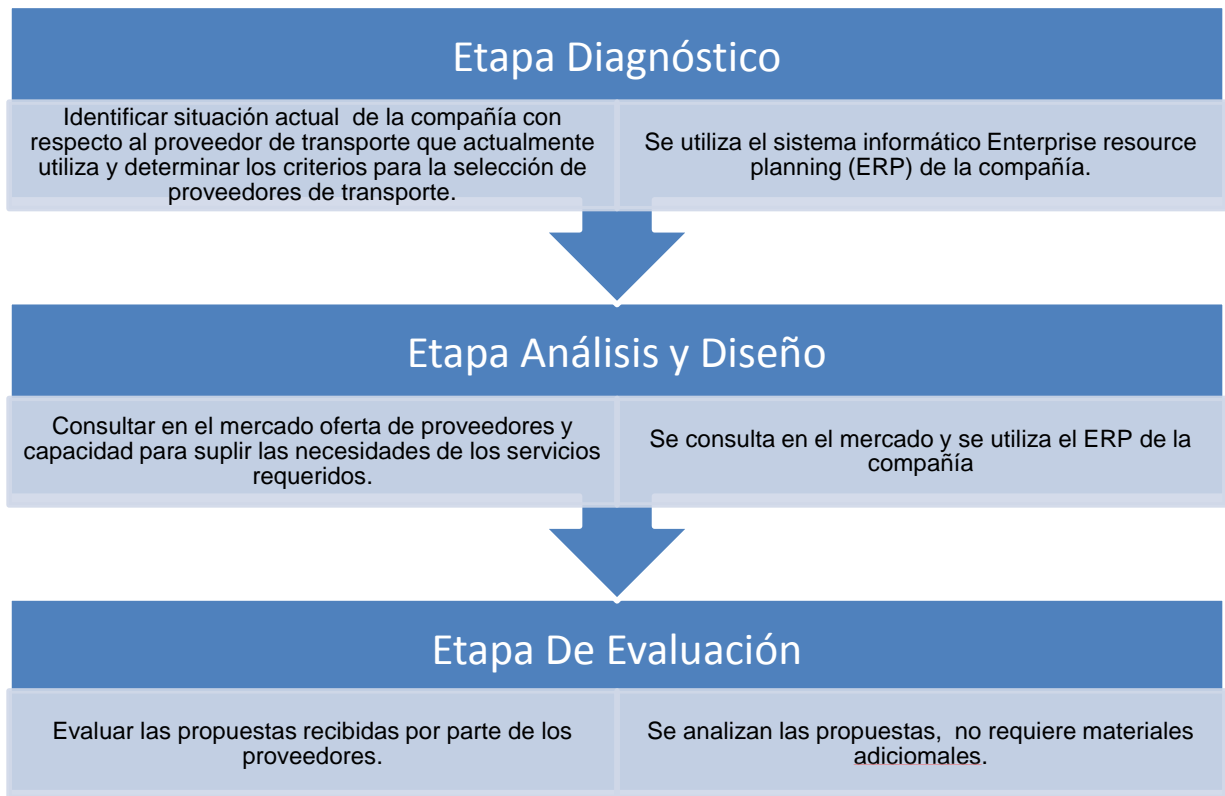 Etapa Diagnóstico
Identificar situación actual  de la compañía con
respecto al proveedor de transporte que actualmente
utiliza y determinar los criterios para la selección de
proveedores de transporte.
Se utiliza el sistema informático Enterprise resource
planning (ERP) de la compañía.
Etapa Análisis y Diseño
Consultar en el mercado oferta de proveedores y
capacidad para suplir las necesidades de los servicios
requeridos.
Se consulta en el mercado y se utiliza el ERP de la
compañía
Etapa De Evaluación
Evaluar las propuestas recibidas por parte de los
proveedores.
Se analizan las propuestas,  no requiere materiales
adiciomales.